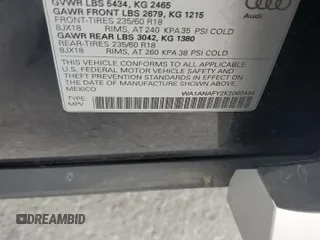 GVWR LBS 5434, KG 2465
GAWR FRONT LBS 2679, KG 1215
FRONT-TIRES 235/60 R18
8JX18 RIMS, AT 240 KPA 35 PSI COLD
GAWR REAR LBS 3042, KG 1380
REAR-TIRES 235/60 R18
8JX18 RIMS, AT 260 KPA 38 PSI COLD
Audi
THIS MOTOR VEHICLE CONFORMS TO ALL APPLICABLE
FEDERAL MOTOR VEHICLE SAFETY, BUMPER, AND THEFT
PREVENTION STANDARDS IN EFFECT ON THE DATE
OF MANUFACTURE SHOWN ABOVE.
MEXICO
TYPE:
MPV
DREAMBID